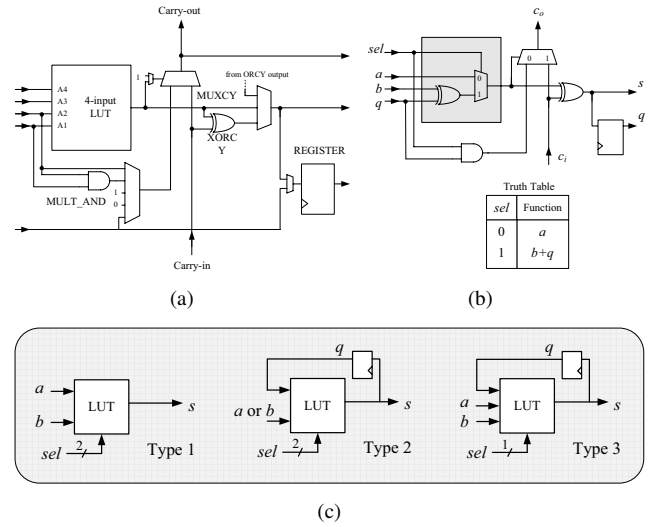 Carry-out
A4
A3
A2
A1
4-input
LUT
1
MUXCY
from ORCY output
XORC
Y
REGISTER
MULT_AND
1
0
Carry-in
(a)
c_o
sel
a
b
q
0
1
0 1
s
q
c_i
Truth Table
sel Function
0 a
1 b+q
(b)
a
b
LUT
s
sel 2
Type 1
q
a or b
LUT
s
sel 2
Type 2
q
a
b
LUT
s
sel 1
Type 3
(c)